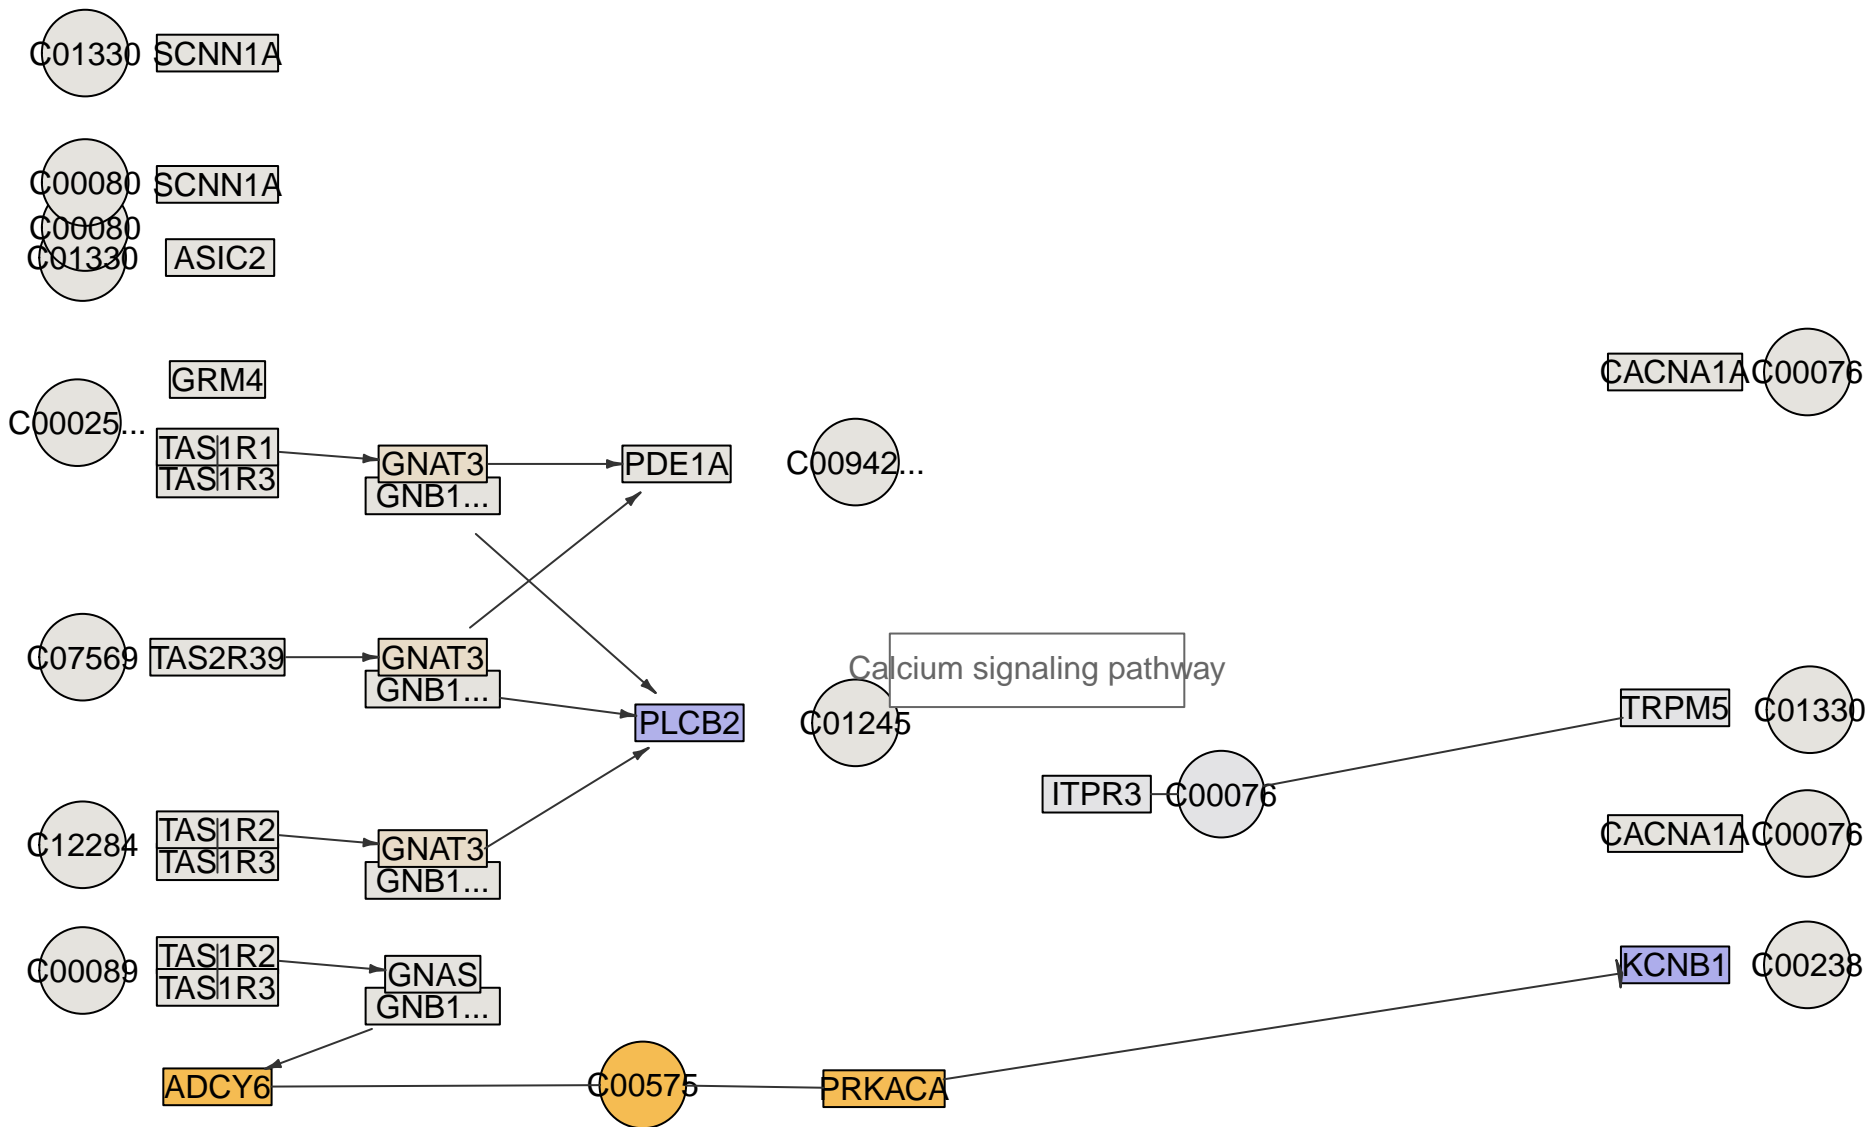 C01330 SCNN1A
C00080 SCNN1A
C00080
C01330 ASIC2
GRM4
CACNA1A C00076
C00025...
TAS1R1
GNAT3 PDE1A C00942...
TAS1R3
GNB1...
C07569 TAS2R39 GNAT3
Calcium signaling pathway
GNB1...
PLCB2 C01245
TRPM5 C01330
ITPR3 C00076
TAS1R2
C12284
GNAT3
CACNA1A C00076
TAS1R3
GNB1...
TAS1R2
C00089
GNAS
KCNB1 C00238
TAS1R3
GNB1...
ADCY6 C00575 PRKACA